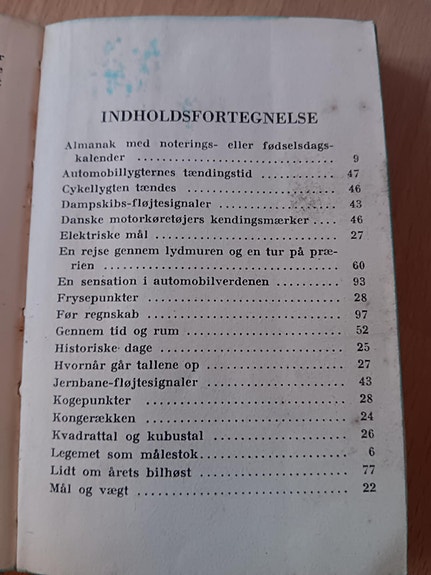 INDHOLDSFORTEGNELSE
Almanak med noterings- eller fødselsdags-
kalender ........................ 9
Automobillygternes tændingstid ............ 47
Cykellygten tændes ........................ 46
Dampskibs-fløjtesignaler .................. 43
Danske motorkøretøjers kendingsmærker .... 46
Elektriske mål ............................ 27
En rejse gennem lydmuren og en tur på præ-
rien ............................ 60
En sensation i automobilverdenen .......... 93
Frysepunkter .............................. 28
Før regnskab .............................. 97
Gennem tid og rum ......................... 52
Historiske dage ........................... 25
Hvornår går tallene op .................... 27
Jernbane-fløjtesignaler ................... 43
Kogepunkter ............................... 28
Kongerækken ............................... 24
Kvadrattal og kubustal .................... 26
Legemet som målestok ...................... 6
Lidt om årets bilhøst ..................... 77
Mål og vægt ............................... 22